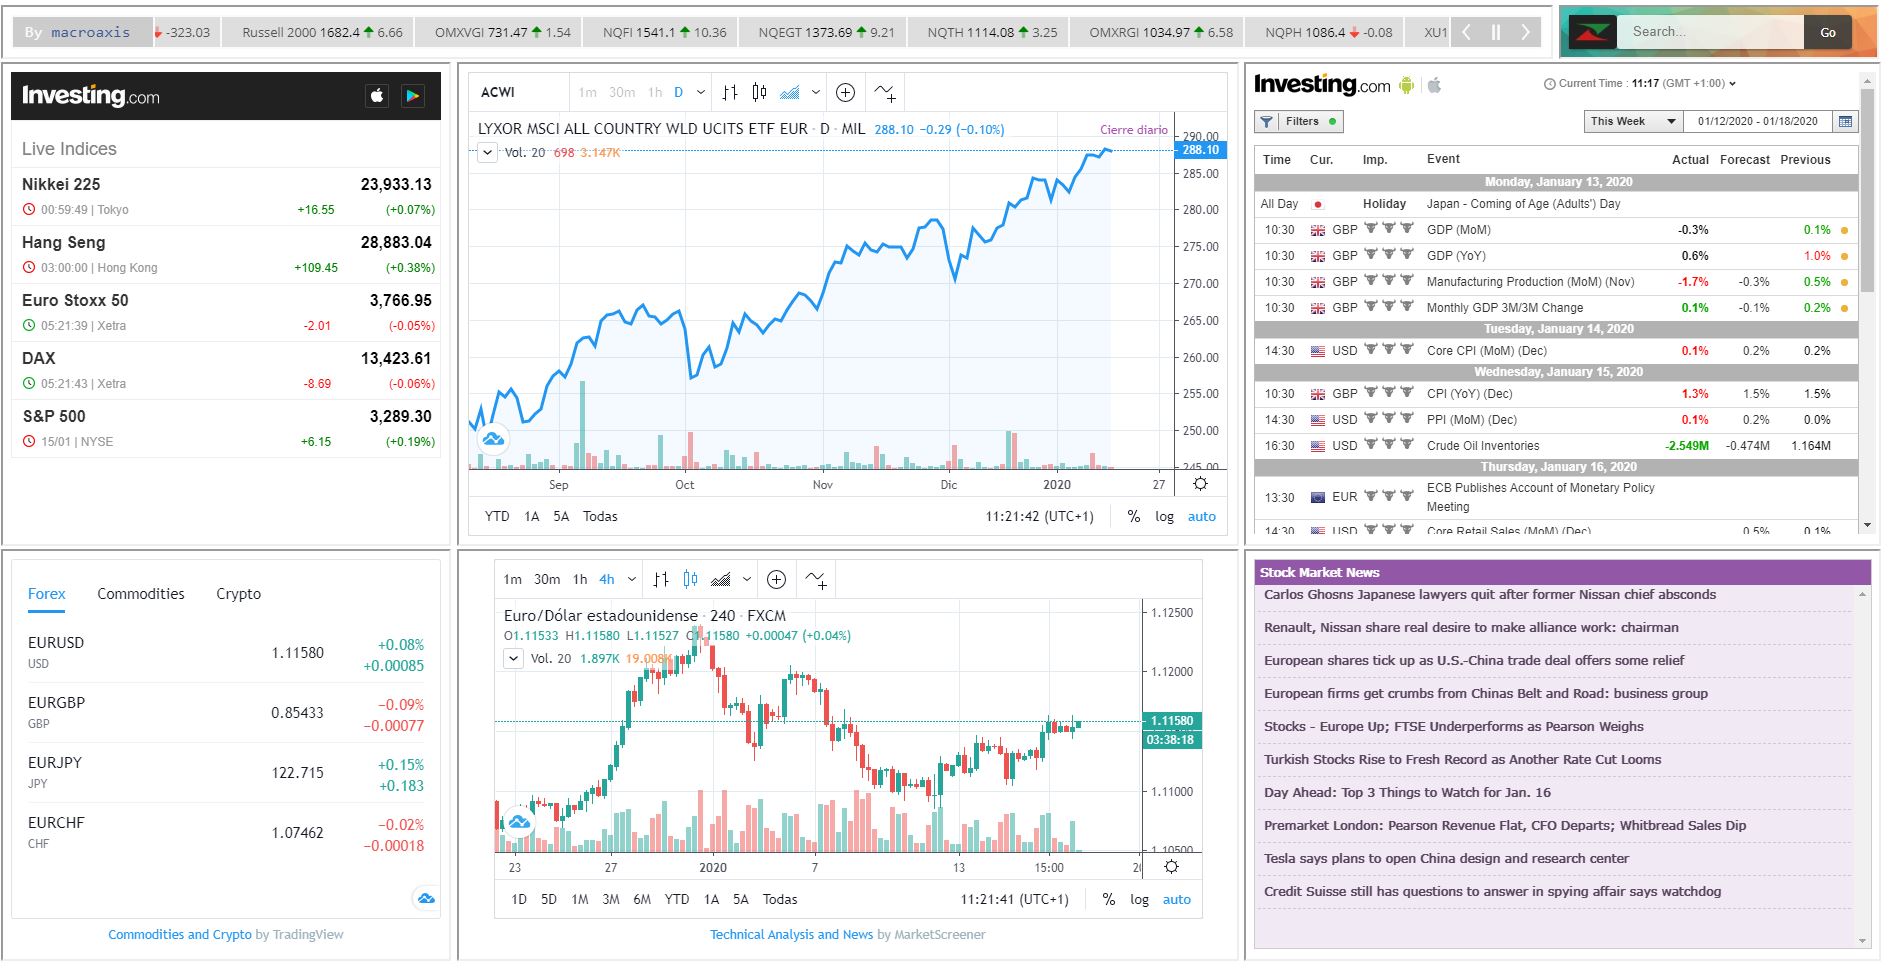 By macroaxis
-323.03 Russell 2000 1682.4 6.66 OMXVGI 731.47 1.54 NQFI 1541.1 10.36 NQEGT 1373.69 9.21 NQTH 1114.08 3.25 OMXRGI 1034.97 6.58 NQPH 1086.4 -0.08 XU1
Search... Go
Investing.com
Live Indices
Nikkei 225 23,933.13
00:59:49 | Tokyo +16.55 (+0.07%)
Hang Seng 28,883.04
03:00:00 | Hong Kong +109.45 (+0.38%)
Euro Stoxx 50 3,766.95
05:21:39 | Xetra -2.01 (-0.05%)
DAX 13,423.61
05:21:43 | Xetra -8.69 (-0.06%)
S&P 500 3,289.30
15/01 | NYSE +6.15 (+0.19%)
ACWI 1m 30m 1h D
LYXOR MSCI ALL COUNTRY WLD UCITS ETF EUR · D · MIL 288.10 −0.29 (−0.10%)
Cierre diario
Vol. 20 698 3.147K
290.00
288.10
285.00
280.00
275.00
270.00
265.00
260.00
255.00
250.00
245.00
Sep Oct Nov Dic 2020 27
YTD 1A 5A Todas 11:21:42 (UTC+1) % log auto
Investing.com
Current Time : 11:17 (GMT +1:00)
Filters This Week 01/12/2020 - 01/18/2020
Time Cur. Imp. Event Actual Forecast Previous
Monday, January 13, 2020
All Day Holiday Japan - Coming of Age (Adults') Day
10:30 GBP GDP (MoM) -0.3% 0.1%
10:30 GBP GDP (YoY) 0.6% 1.0%
10:30 GBP Manufacturing Production (MoM) (Nov) -1.7% -0.3% 0.5%
10:30 GBP Monthly GDP 3M/3M Change 0.1% -0.1% 0.2%
Tuesday, January 14, 2020
14:30 USD Core CPI (MoM) (Dec) 0.1% 0.2% 0.2%
Wednesday, January 15, 2020
10:30 GBP CPI (YoY) (Dec) 1.3% 1.5% 1.5%
14:30 USD PPI (MoM) (Dec) 0.1% 0.2% 0.0%
16:30 USD Crude Oil Inventories -2.549M -0.474M 1.164M
Thursday, January 16, 2020
13:30 EUR ECB Publishes Account of Monetary Policy
Meeting
14:30 USD Core Retail Sales (MoM) (Dec) 0.5% 0.1%
Forex Commodities Crypto
EURUSD 1.11580 +0.08%
USD +0.00085
EURGBP 0.85433 −0.09%
GBP −0.00077
EURJPY 122.715 +0.15%
JPY +0.183
EURCHF 1.07462 −0.02%
CHF −0.00018
Commodities and Crypto by TradingView
1m 30m 1h 4h
Euro/Dólar estadounidense · 240 · FXCM
O1.11533 H1.11580 L1.11527 C1.11580 +0.00047 (+0.04%)
Vol. 20 1.897K 19.008K
1.12500
1.12000
1.11580
03:38:18
1.11000
1.10500
23 27 2020 7 13 15:00
1D 5D 1M 3M 6M YTD 1A 5A Todas 11:21:41 (UTC+1) % log auto
Technical Analysis and News by MarketScreener
Stock Market News
Carlos Ghosns Japanese lawyers quit after former Nissan chief absconds
Renault, Nissan share real desire to make alliance work: chairman
European shares tick up as U.S.-China trade deal offers some relief
European firms get crumbs from Chinas Belt and Road: business group
Stocks - Europe Up; FTSE Underperforms as Pearson Weighs
Turkish Stocks Rise to Fresh Record as Another Rate Cut Looms
Day Ahead: Top 3 Things to Watch for Jan. 16
Premarket London: Pearson Revenue Flat, CFO Departs; Whitbread Sales Dip
Tesla says plans to open China design and research center
Credit Suisse still has questions to answer in spying affair says watchdog